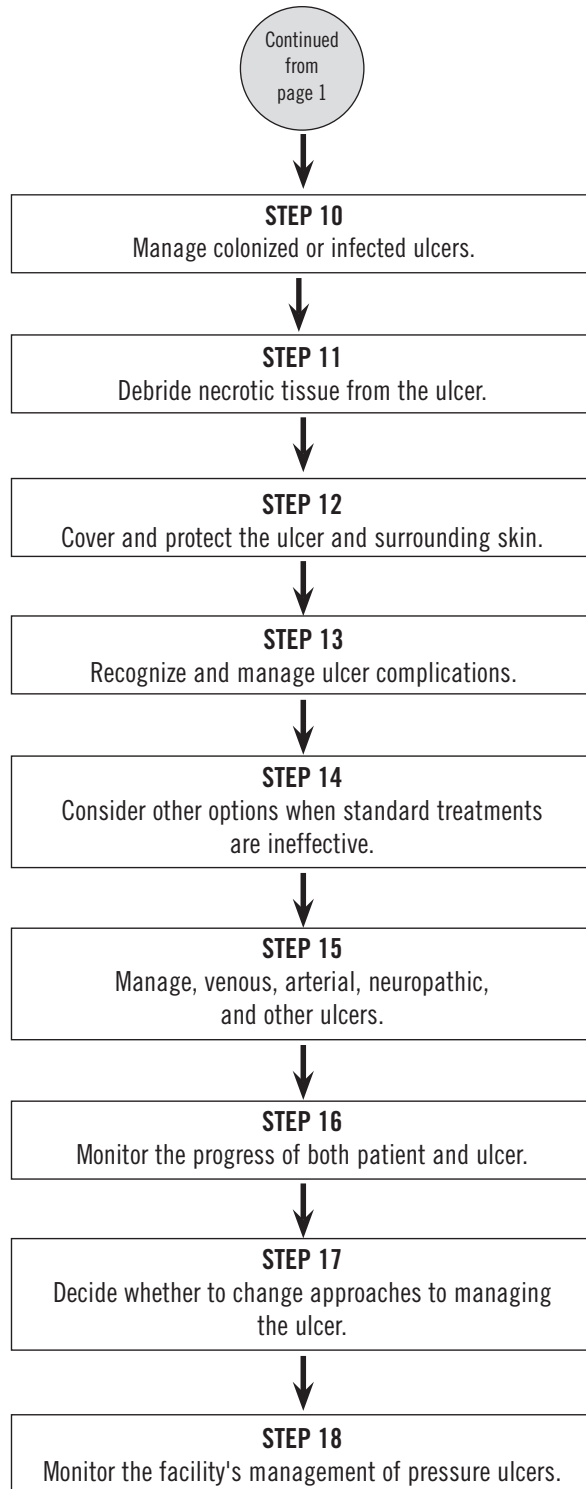 Continued
from
page 1
STEP 10
Manage colonized or infected ulcers.
STEP 11
Debride necrotic tissue from the ulcer.
STEP 12
Cover and protect the ulcer and surrounding skin.
STEP 13
Recognize and manage ulcer complications.
STEP 14
Consider other options when standard treatments
are ineffective.
STEP 15
Manage, venous, arterial, neuropathic,
and other ulcers.
STEP 16
Monitor the progress of both patient and ulcer.
STEP 17
Decide whether to change approaches to managing
the ulcer.
STEP 18
Monitor the facility's management of pressure ulcers.